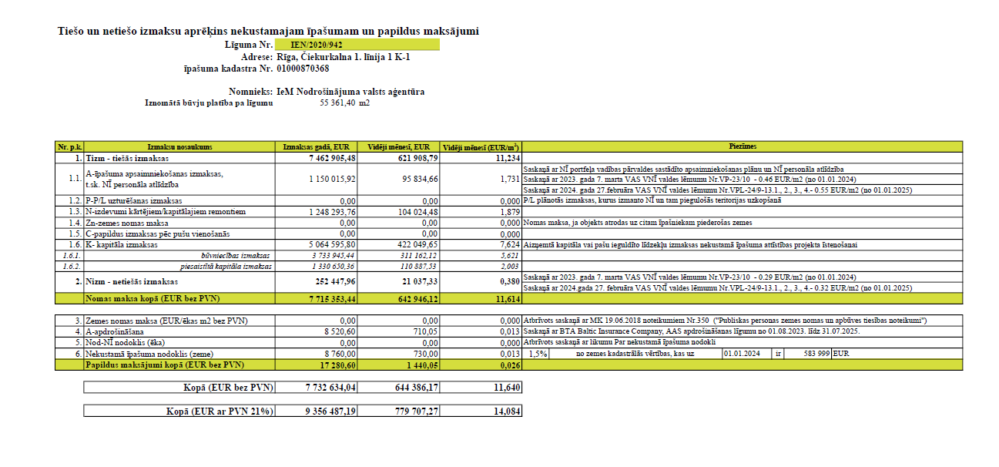 Tiešo un netiešo izmaksu aprēķins nekustamajam īpašumam un papildus maksājumi
Līguma Nr. IEN/2020/942
Adrese: Rīga, Čiekurkalna 1. līnija 1 K-1
īpašuma kadastra Nr. 01000870368
Nomnieks: IeM Nodrošinājuma valsts aģentūra
Iznomātā būvju platība pa līgumu 55 361,40 m2
Nr. p.k. Izmaksu nosaukums Izmaksas gadā, EUR Vidēji mēnesī, EUR Vidēji mēnesī (EUR/m²) Piezīmes
1. Tizm - tiešās izmaksas 7 462 905,48 621 908,79 11,234
1.1. A-īpašuma apsaimniekošanas izmaksas, t.sk. NĪ personāla atlīdzība 1 150 015,92 95 834,66 1,731
Saskaņā ar NĪ portfeļa vadības pārvaldes sastādīto apsaimniekošanas plānu un NĪ personāla atlīdzība
Saskaņā ar 2023. gada 7. marta VAS VNĪ valdes lēmumu Nr.VP-23/10 - 0.46 EUR/m2 (no 01.01.2024)
Saskaņā ar 2024. gada 27.februāra VAS VNĪ valdes lēmumu Nr.VPL-24/9-13.1., 2., 3., 4.- 0.55 EUR/m2 (no 01.01.2025)
1.2. P-P/L uzturēšanas izmaksas 0,00 0,00 0,000 P/L plānotās izmaksas, kurus izmanto NĪ un tam piegulošās teritorijas uzkopšanā
1.3. N-izdevumi kārtējiem/kapitālajiem remontiem 1 248 293,76 104 024,48 1,879
1.4. Zn-zemes nomas maksa 0,00 0,00 0,000 Nomas maksa, ja objekts atrodas uz citam īpašniekam piederošas zemes
1.5. C-papildus izmaksas pēc pušu vienošanās 0,00 0,00 0,000
1.6. K- kapitāla izmaksas 5 064 595,80 422 049,65 7,624 Aizņemtā kapitāla vai pašu ieguldīto līdzekļu izmaksas nekustamā īpašuma attīstības projekta īstenošanai
1.6.1. būvniecības izmaksas 3 733 945,44 311 162,12 5,621
1.6.2. piesaistītā kapitāla izmaksas 1 330 650,36 110 887,53 2,003
2. Nizm - netiešās izmaksas 252 447,96 21 037,33 0,380
Saskaņā ar 2023. gada 7. marta VAS VNĪ valdes lēmumu Nr.VP-23/10 - 0.29 EUR/m2 (no 01.01.2024)
Saskaņā ar 2024.gada 27. februāra VAS VNĪ valdes lēmumu Nr.VPL-24/9-13.1., 2., 3., 4.- 0.32 EUR/m2 (no 01.01.2025)
Nomas maksa kopā (EUR bez PVN) 7 715 353,44 642 946,12 11,614
3. Zemes nomas maksa (EUR/ēkas m2 bez PVN) 0,00 0,00 0,000 Atbrīvots saskaņā ar MK 19.06.2018 noteikumiem Nr.350 ("Publiskas personas zemes nomas un apbūves tiesības noteikumi")
4. A-apdrošināšana 8 520,60 710,05 0,013 Saskaņā ar BTA Baltic Insurance Company, AAS apdrošināšanas līgumu no 01.08.2023. līdz 31.07.2025.
5. Nod-NĪ nodoklis (ēka) 0,00 0,00 0,000 Atbrīvots saskaņā ar likumu Par nekustamā īpašuma nodokli
6. Nekustamā īpašuma nodoklis (zeme) 8 760,00 730,00 0,013 1,5% no zemes kadastrālās vērtības, kas uz 01.01.2024 ir 583 999 EUR
Papildus maksājumi kopā (EUR bez PVN) 17 280,60 1 440,05 0,026
Kopā (EUR bez PVN) 7 732 634,04 644 386,17 11,640
Kopā (EUR ar PVN 21%) 9 356 487,19 779 707,27 14,084